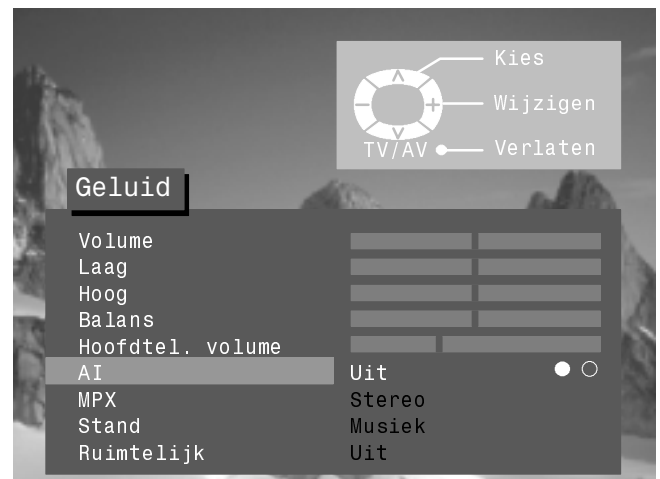 Kies
Wijzigen
TV/AV Verlaten
Geluid
Volume
Laag
Hoog
Balans
Hoofdtel. volume
AI Uit
MPX Stereo
Stand Musiek
Ruimtelijk Uit